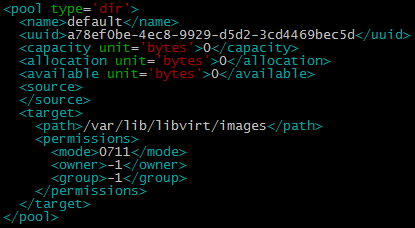 <pool type='dir'>
<name>default</name>
<uuid>a78ef0be-4ec8-9929-d5d2-3cd4469bec5d</uuid>
<capacity unit='bytes'>0</capacity>
<allocation unit='bytes'>0</allocation>
<available unit='bytes'>0</available>
<source>
</source>
<target>
<path>/var/lib/libvirt/images</path>
<permissions>
<mode>0711</mode>
<owner>-1</owner>
<group>-1</group>
</permissions>
</target>
</pool>